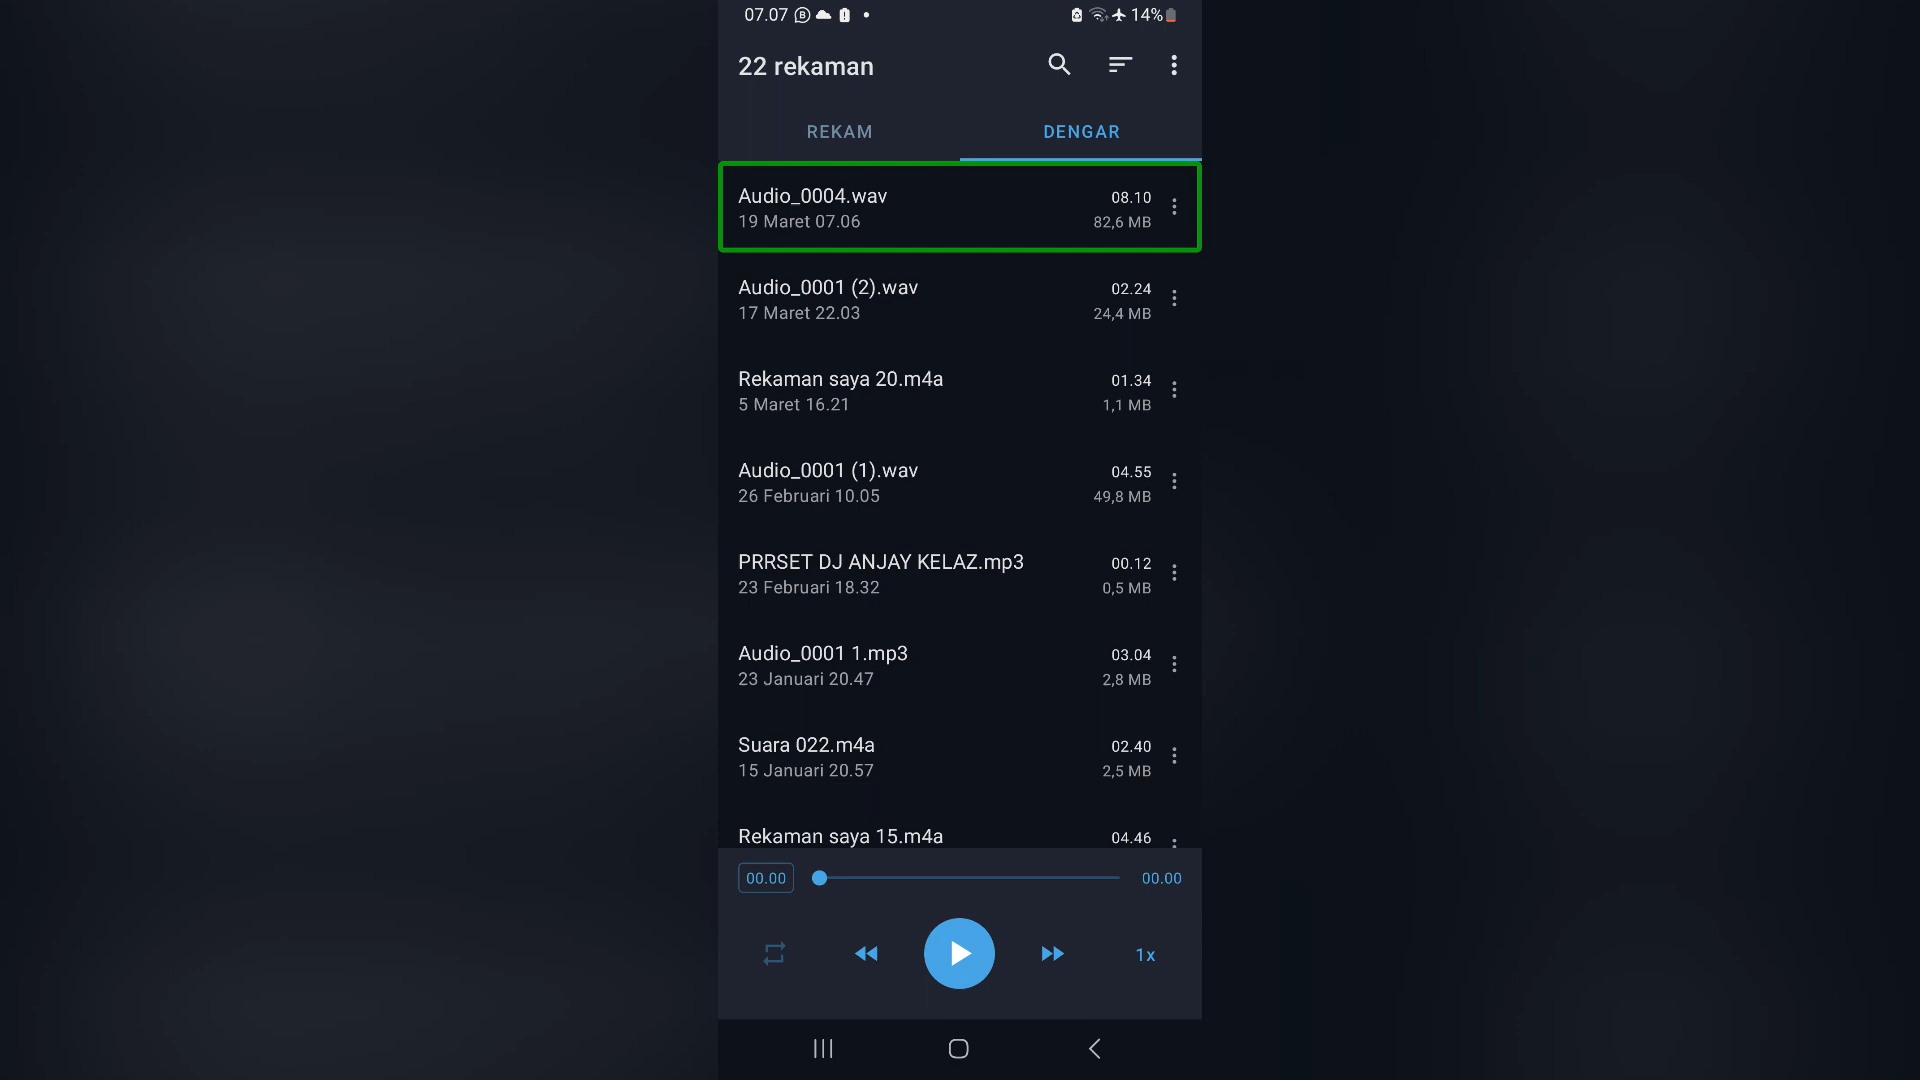 07.07 14%
22 rekaman
REKAM DENGAR
Audio_0004.wav 08.10
19 Maret 07.06 82,6 MB
Audio_0001 (2).wav 02.24
17 Maret 22.03 24,4 MB
Rekaman saya 20.m4a 01.34
5 Maret 16.21 1,1 MB
Audio_0001 (1).wav 04.55
26 Februari 10.05 49,8 MB
PRRSET DJ ANJAY KELAZ.mp3 00.12
23 Februari 18.32 0,5 MB
Audio_0001 1.mp3 03.04
23 Januari 20.47 2,8 MB
Suara 022.m4a 02.40
15 Januari 20.57 2,5 MB
Rekaman saya 15.m4a 04.46
00.00 00.00
1x